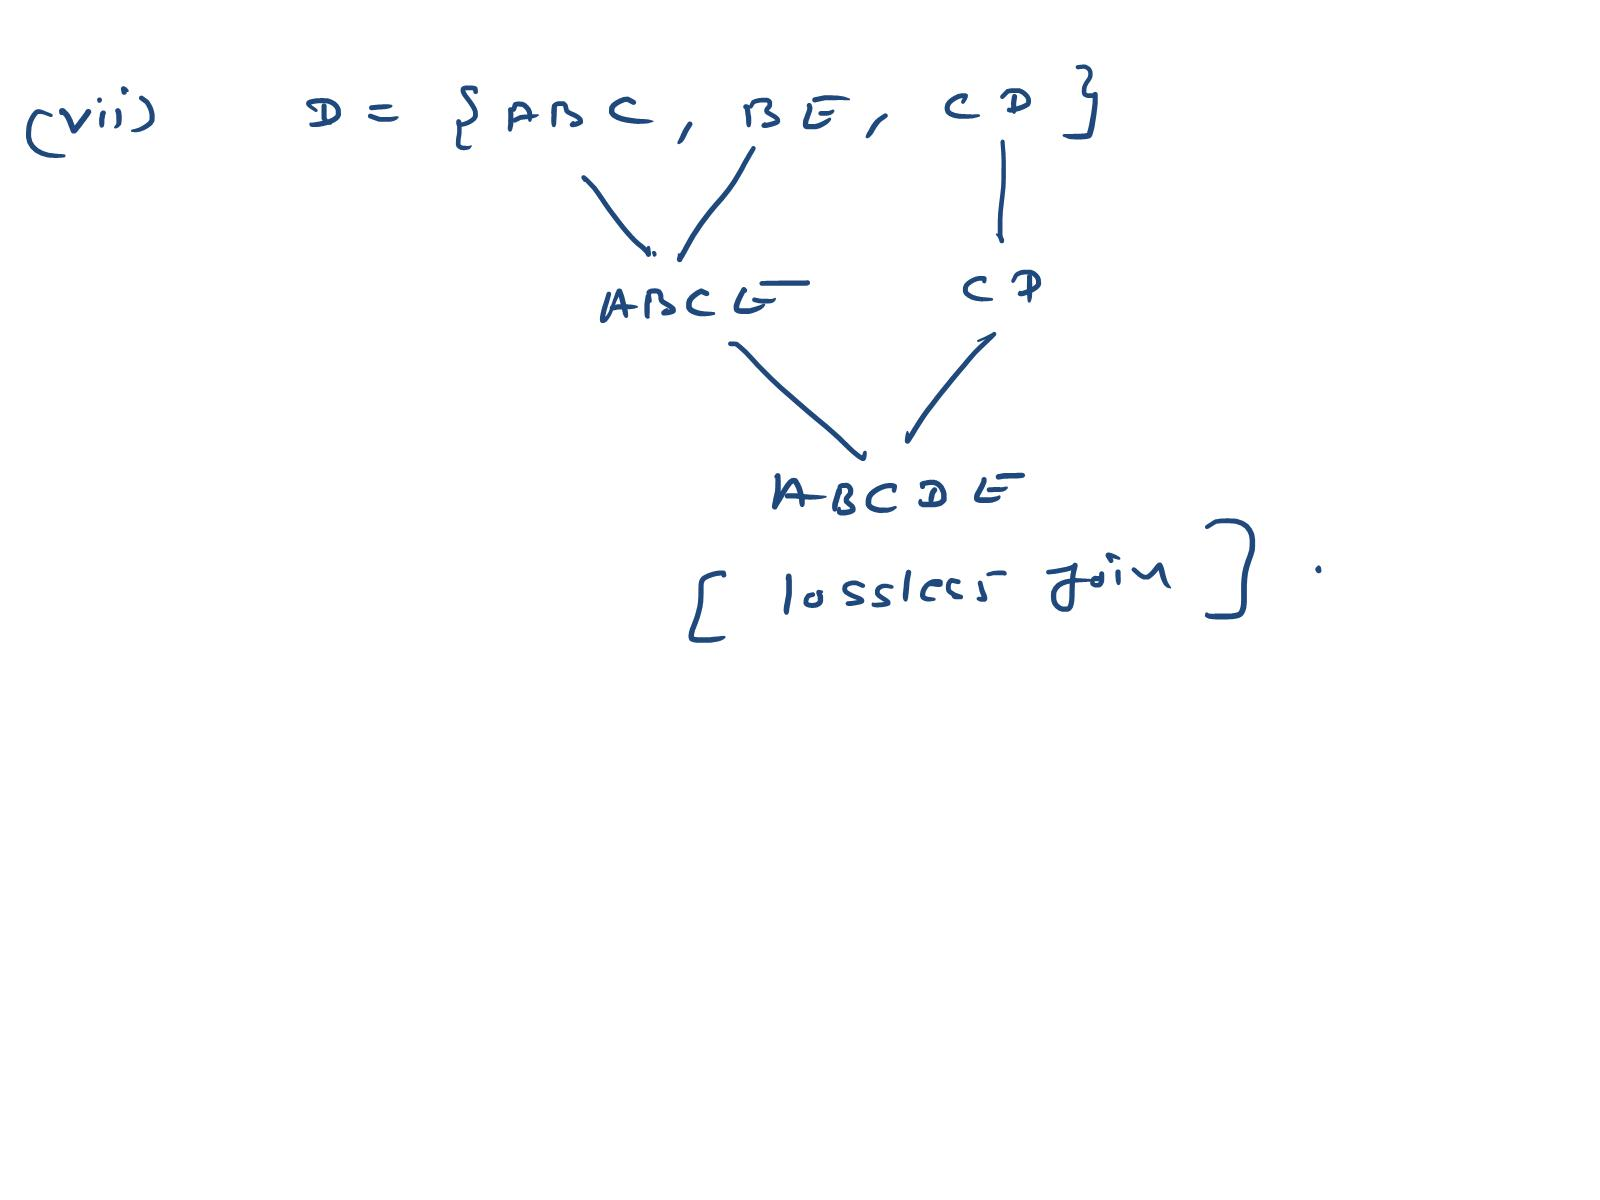 (vii) D = {ABC, BE, CD}
ABCE CD
ABCDE
[lossless join].